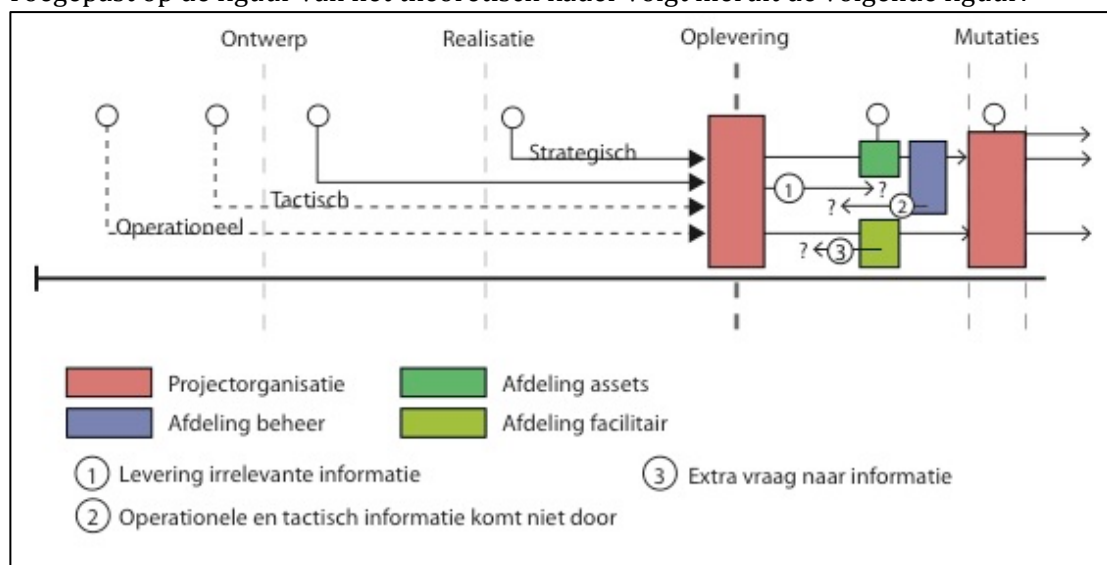 Toegepast op de figuur van het theoretisch kader volgt hieruit de volgende figuur:
Ontwerp Realisatie Oplevering Mutaties
Strategisch
1 ?
Tactisch
? 2
Operationeel
? 3
Projectorganisatie Afdeling assets
Afdeling beheer Afdeling facilitair
1 Levering irrelevante informatie 3 Extra vraag naar informatie
2 Operationele en tactisch informatie komt niet door